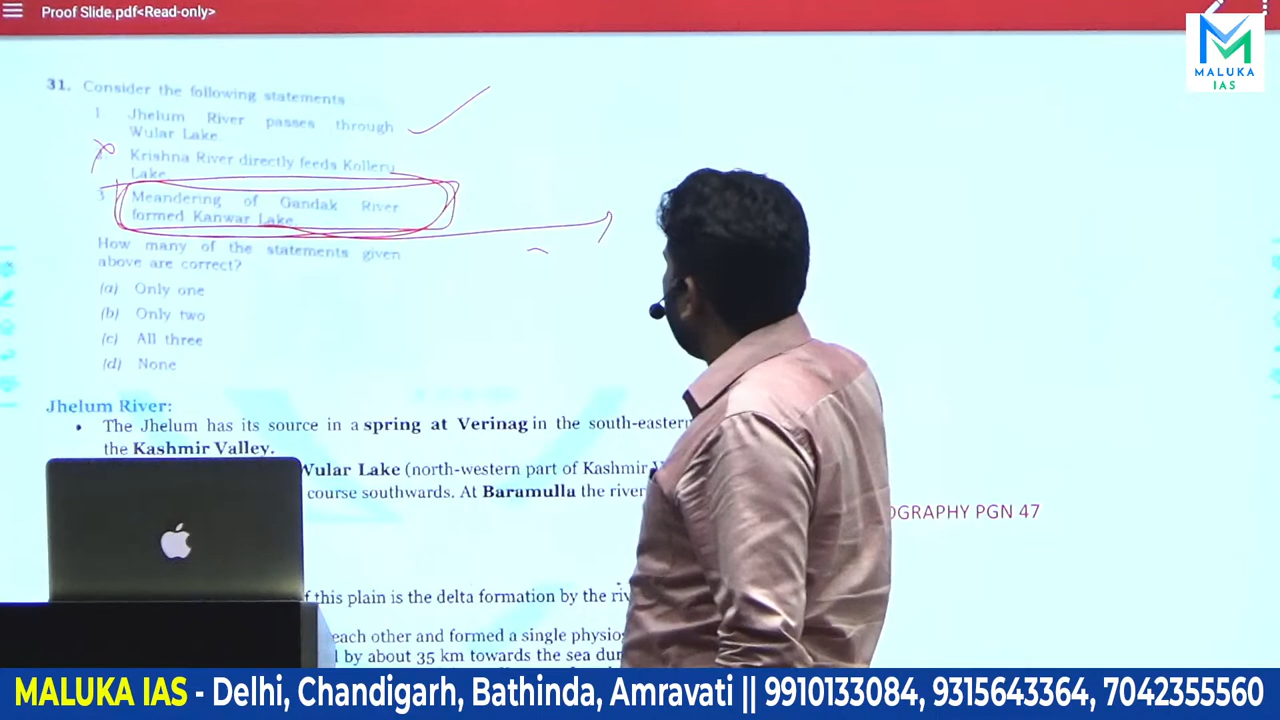 Proof Slide.pdf<Read-only>
MALUKA
IAS
31. Consider the following statements
1 Jhelum River passes through
Wular Lake.
Krishna River directly feeds Kolleru
Lake
3 Meandering of Gandak River
formed Kanwar Lake.
How many of the statements given
above are correct?
(a) Only one
(b) Only two
(c) All three
(d) None
Jhelum River:
• The Jhelum has its source in a spring at Verinag in the south-eastern
the Kashmir Valley.
Wular Lake (north-western part of Kashmir V
course southwards. At Baramulla the river
OGRAPHY PGN 47
f this plain is the delta formation by the riv
each other and formed a single physiog
l by about 35 km towards the sea dur
MALUKA IAS - Delhi, Chandigarh, Bathinda, Amravati || 9910133084, 9315643364, 7042355560